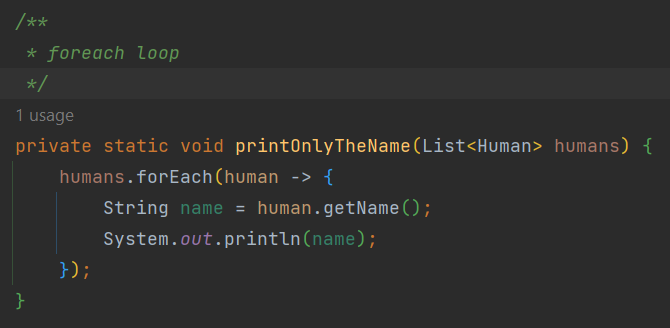 /**
 * foreach loop
 */
1 usage
private static void printOnlyTheName(List<Human> humans) {
    humans.forEach(human -> {
        String name = human.getName();
        System.out.println(name);
    });
}